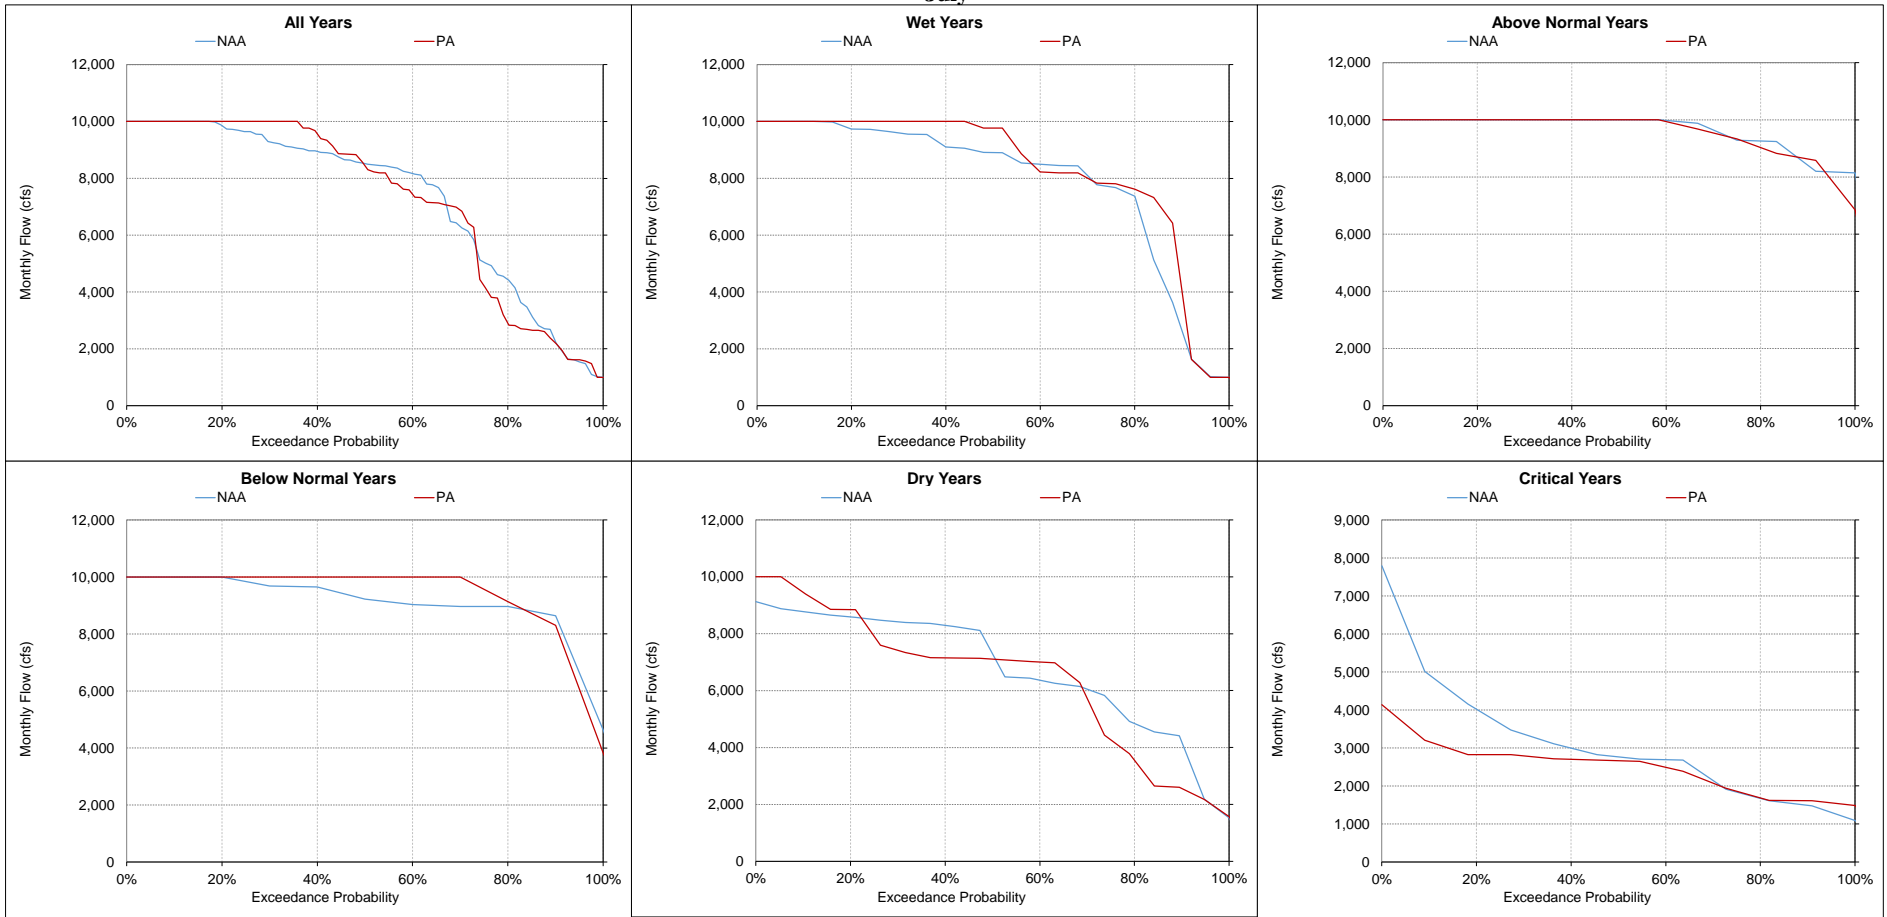 All Years
NAA PA
12,000
10,000
8,000
6,000
4,000
2,000
0
Monthly Flow (cfs)
0% 20% 40% 60% 80% 100%
Exceedance Probability
Wet Years
NAA PA
12,000
10,000
8,000
6,000
4,000
2,000
0
Monthly Flow (cfs)
0% 20% 40% 60% 80% 100%
Exceedance Probability
Above Normal Years
NAA PA
12,000
10,000
8,000
6,000
4,000
2,000
0
Monthly Flow (cfs)
0% 20% 40% 60% 80% 100%
Exceedance Probability
Below Normal Years
NAA PA
12,000
10,000
8,000
6,000
4,000
2,000
0
Monthly Flow (cfs)
0% 20% 40% 60% 80% 100%
Exceedance Probability
Dry Years
NAA PA
12,000
10,000
8,000
6,000
4,000
2,000
0
Monthly Flow (cfs)
0% 20% 40% 60% 80% 100%
Exceedance Probability
Critical Years
NAA PA
9,000
8,000
7,000
6,000
5,000
4,000
3,000
2,000
1,000
0
Monthly Flow (cfs)
0% 20% 40% 60% 80% 100%
Exceedance Probability